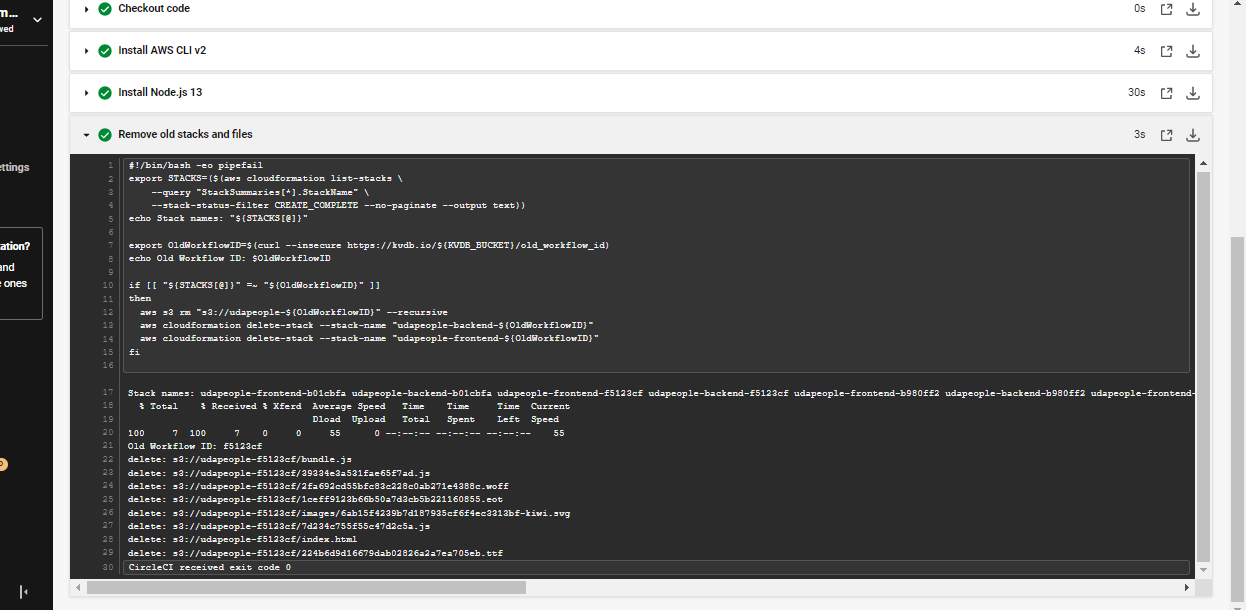 m...
ved
ettings
ation?
and
e ones
Checkout code 0s
Install AWS CLI v2 4s
Install Node.js 13 30s
Remove old stacks and files 3s
1 #!/bin/bash -eo pipefail
2 export STACKS=($(aws cloudformation list-stacks \
3 --query "StackSummaries[*].StackName" \
4 --stack-status-filter CREATE_COMPLETE --no-paginate --output text))
5 echo Stack names: "${STACKS[@]}"
6
7 export OldWorkflowID=$(curl --insecure https://kvdb.io/${KVDB_BUCKET}/old_workflow_id)
8 echo Old Workflow ID: $OldWorkflowID
9
10 if [[ "${STACKS[@]}" =~ "${OldWorkflowID}" ]]
11 then
12 aws s3 rm "s3://udapeople-${OldWorkflowID}" --recursive
13 aws cloudformation delete-stack --stack-name "udapeople-backend-${OldWorkflowID}"
14 aws cloudformation delete-stack --stack-name "udapeople-frontend-${OldWorkflowID}"
15 fi
16
17 Stack names: udapeople-frontend-b01cbfa udapeople-backend-b01cbfa udapeople-frontend-f5123cf udapeople-backend-f5123cf udapeople-frontend-b980ff2 udapeople-backend-b980ff2 udapeople-frontend-
18 % Total % Received % Xferd Average Speed Time Time Time Current
19 Dload Upload Total Spent Left Speed
20 100 7 100 7 0 0 55 0 --:--:-- --:--:-- --:--:-- 55
21 Old Workflow ID: f5123cf
22 delete: s3://udapeople-f5123cf/bundle.js
23 delete: s3://udapeople-f5123cf/39334e3a531fae65f7ad.js
24 delete: s3://udapeople-f5123cf/2fa692cd55bfc83c228c0ab271e4388c.woff
25 delete: s3://udapeople-f5123cf/1ceff9123b66b50a7d3cb5b221160855.eot
26 delete: s3://udapeople-f5123cf/images/6ab15f4239b7d187935cf6f4ec3313bf-kiwi.svg
27 delete: s3://udapeople-f5123cf/7d234c755f55c47d2c5a.js
28 delete: s3://udapeople-f5123cf/index.html
29 delete: s3://udapeople-f5123cf/224b6d9d16679dab02826a2a7ea705eb.ttf
30 CircleCI received exit code 0